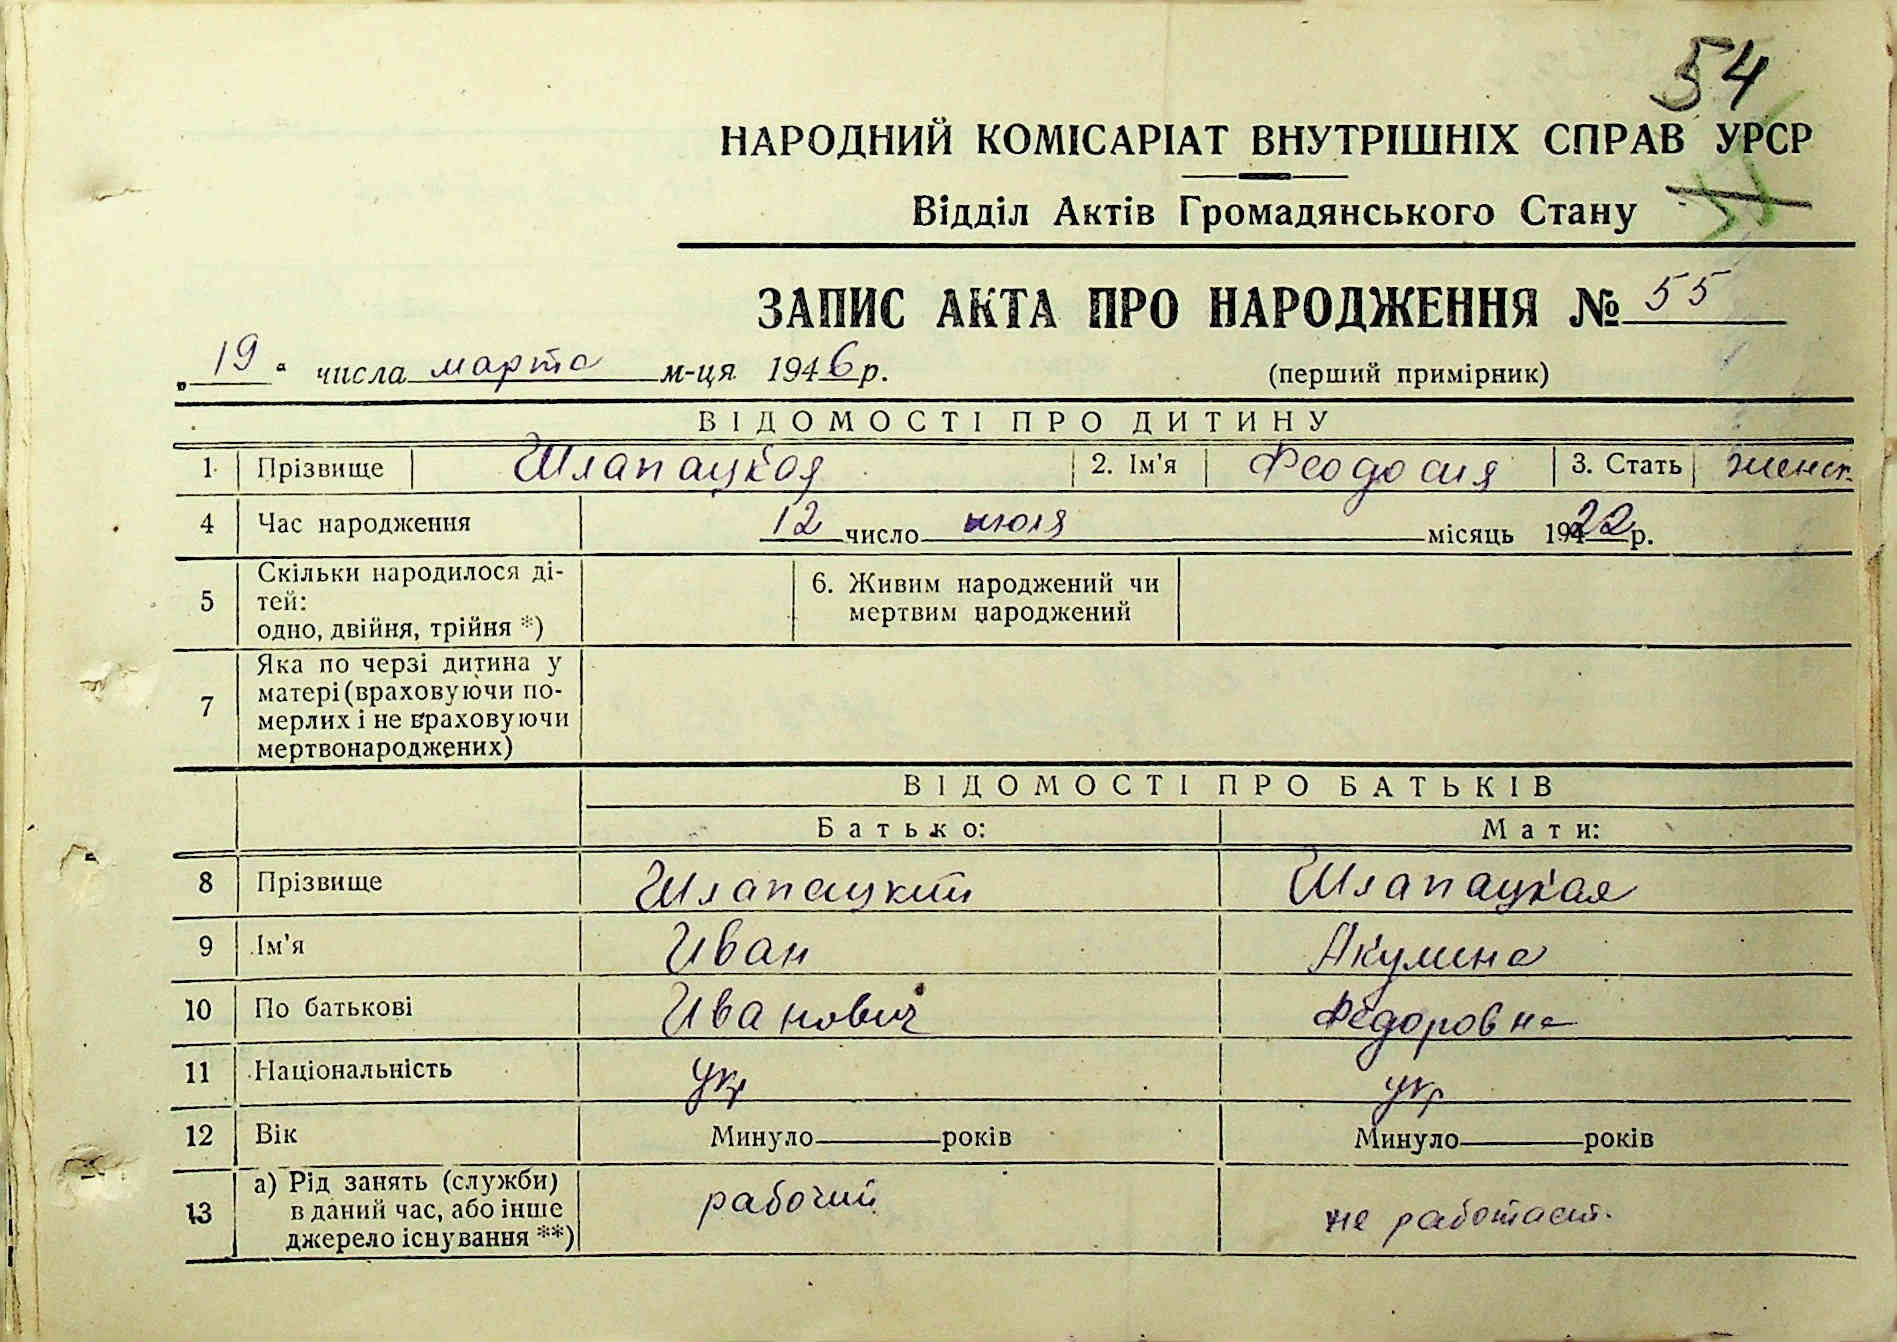 54
НАРОДНИЙ КОМІСАРІАТ ВНУТРІШНІХ СПРАВ УРСР
Відділ Актів Громадянського Стану
ЗАПИС АКТА ПРО НАРОДЖЕННЯ № 55
„19“ числа марта м-ця 1946 р.
(перший примірник)
ВІДОМОСТІ ПРО ДИТИНУ
1 Прізвище Шлапацкая 2. Ім'я Феодосия 3. Стать женск.
4 Час народження 12 число июля місяць 1922 р.
5 Скільки народилося ді-
тей:
одно, двійня, трійня *)
6. Живим народжений чи
мертвим народжений
7 Яка по черзі дитина у
матері (враховуючи по-
мерлих і не враховуючи
мертвонароджених)
ВІДОМОСТІ ПРО БАТЬКІВ
Батько: Мати:
8 Прізвище Шлапацкий Шлапацкая
9 Ім'я Иван Акулина
10 По батькові Иванович Федоровна
11 Національність укр укр
12 Вік Минуло років Минуло років
13 а) Рід занять (служби)
в даний час, або інше
джерело існування **)
рабочий не работает.